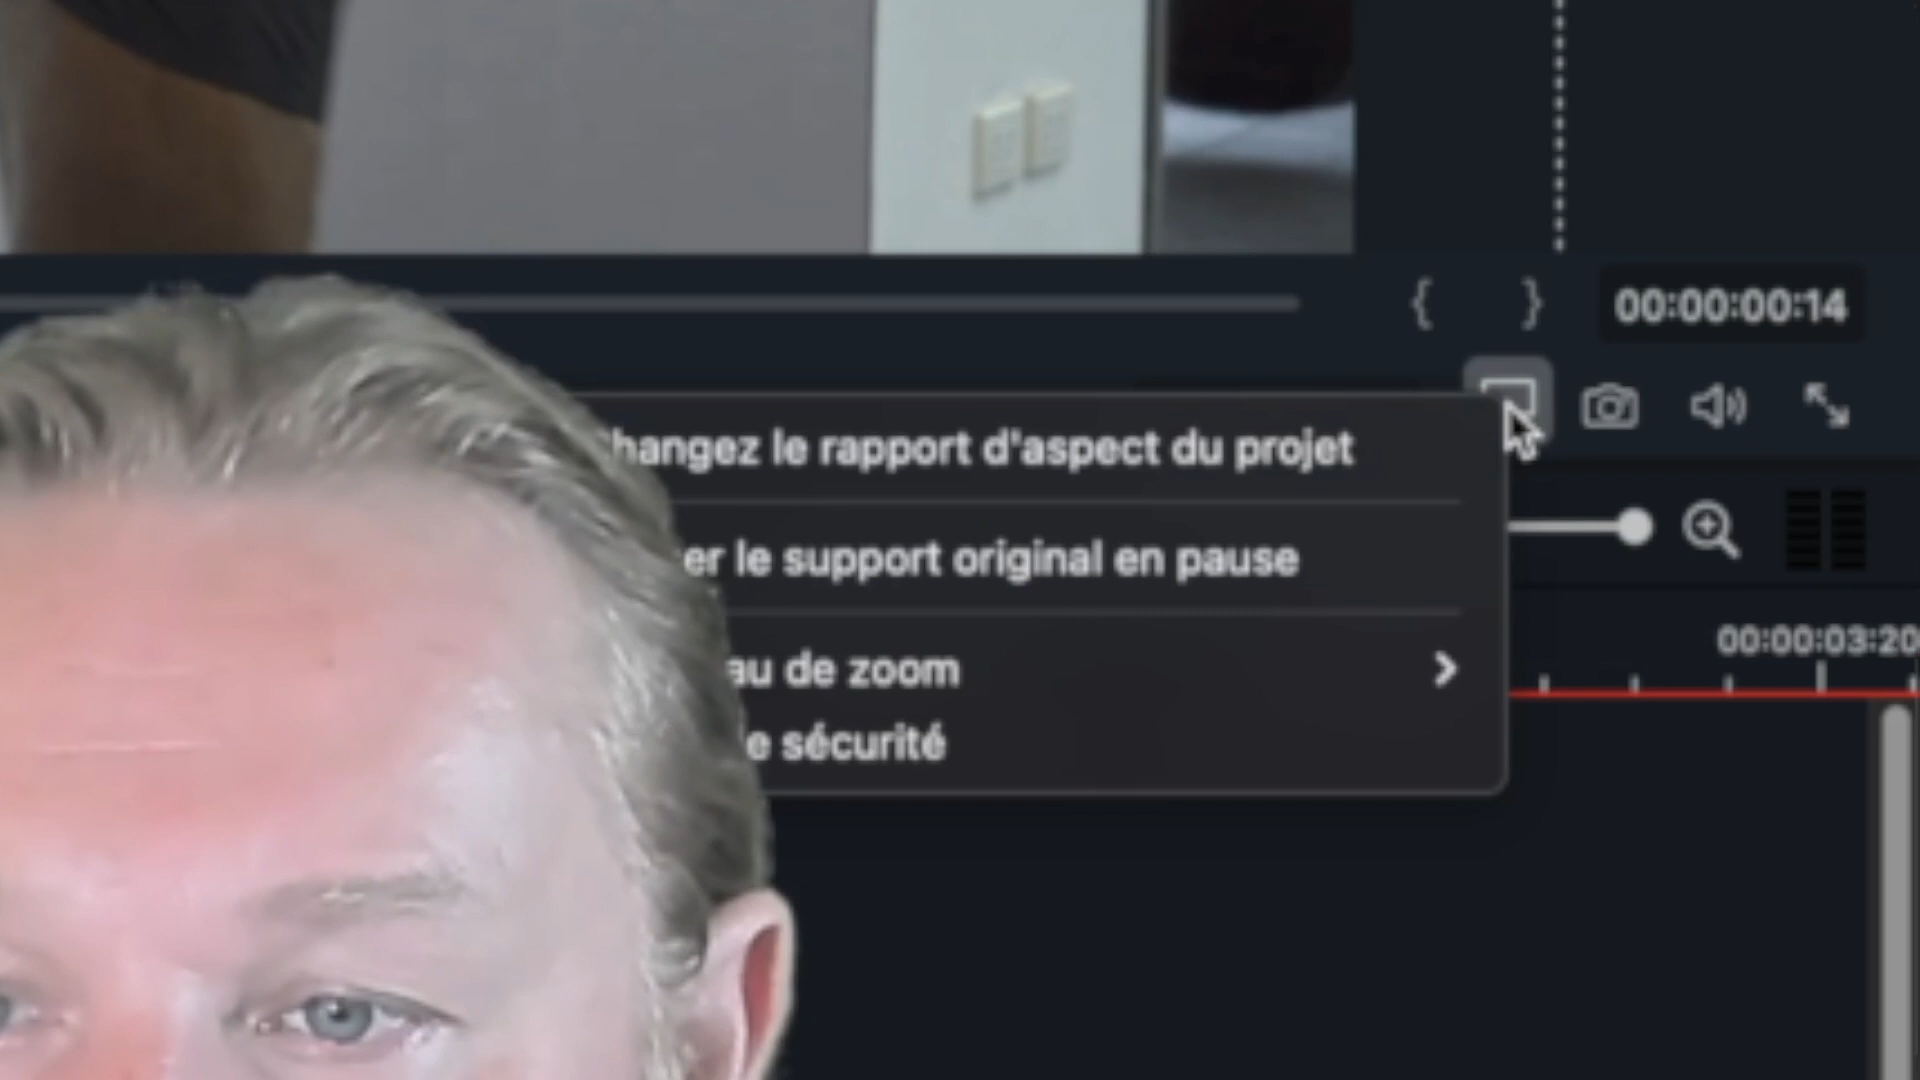 { } 00:00:00:14
hangez le rapport d'aspect du projet
er le support original en pause
00:00:03:20
au de zoom
e sécurité